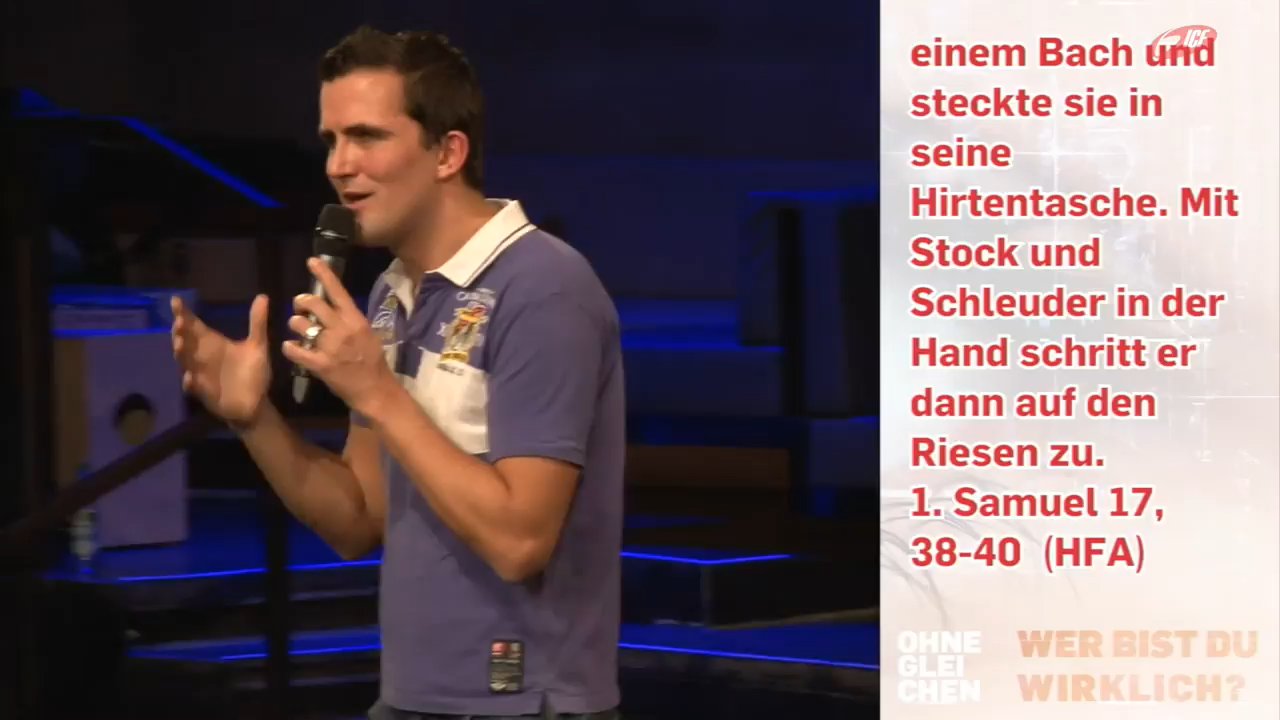 einem Bach und
steckte sie in
seine
Hirtentasche. Mit
Stock und
Schleuder in der
Hand schritt er
dann auf den
Riesen zu.
1. Samuel 17,
38-40 (HFA)
ICF
OHNE
GLEI
CHEN
WER BIST DU
WIRKLICH?